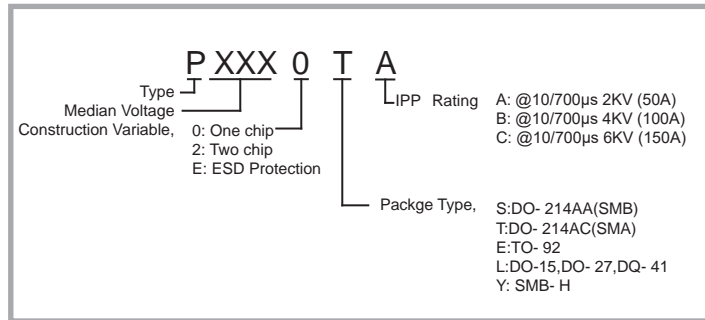 P XXX 0 T A
Type
Median Voltage
Construction Variable,
0: One chip
2: Two chip
E: ESD Protection
IPP Rating
A: @10/700μs 2KV (50A)
B: @10/700μs 4KV (100A)
C: @10/700μs 6KV (150A)
Packge Type,
S:DO- 214AA(SMB)
T:DO- 214AC(SMA)
E:TO- 92
L:DO-15,DO- 27,DQ- 41
Y: SMB- H